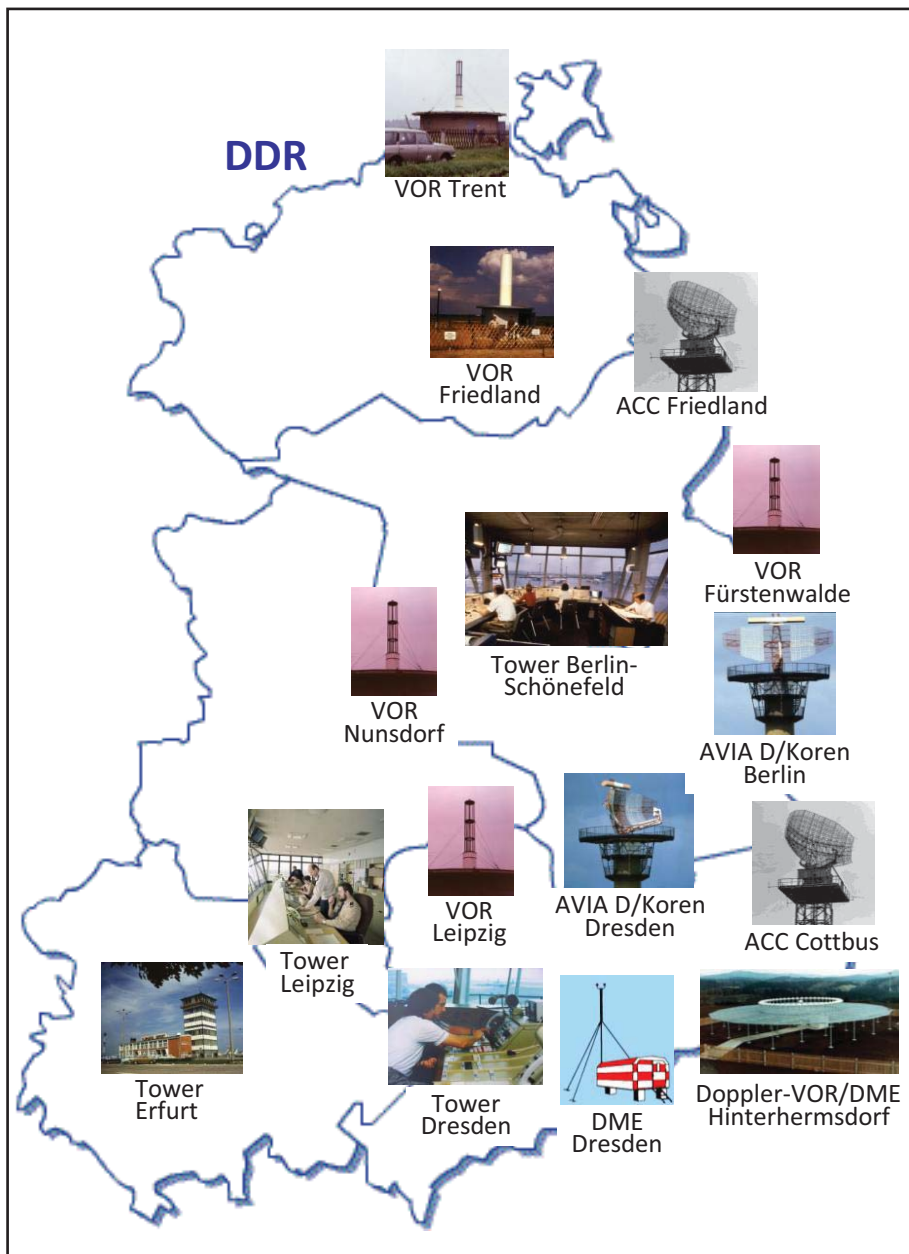 DDR
VOR Trent
VOR
Friedland
ACC Friedland
VOR
Fürstenwalde
Tower Berlin-
Schönefeld
VOR
Nunsdorf
AVIA D/Koren
Berlin
VOR
Leipzig
AVIA D/Koren
Dresden
ACC Cottbus
Tower
Leipzig
Tower
Erfurt
Tower
Dresden
DME
Dresden
Doppler-VOR/DME
Hinterhermsdorf